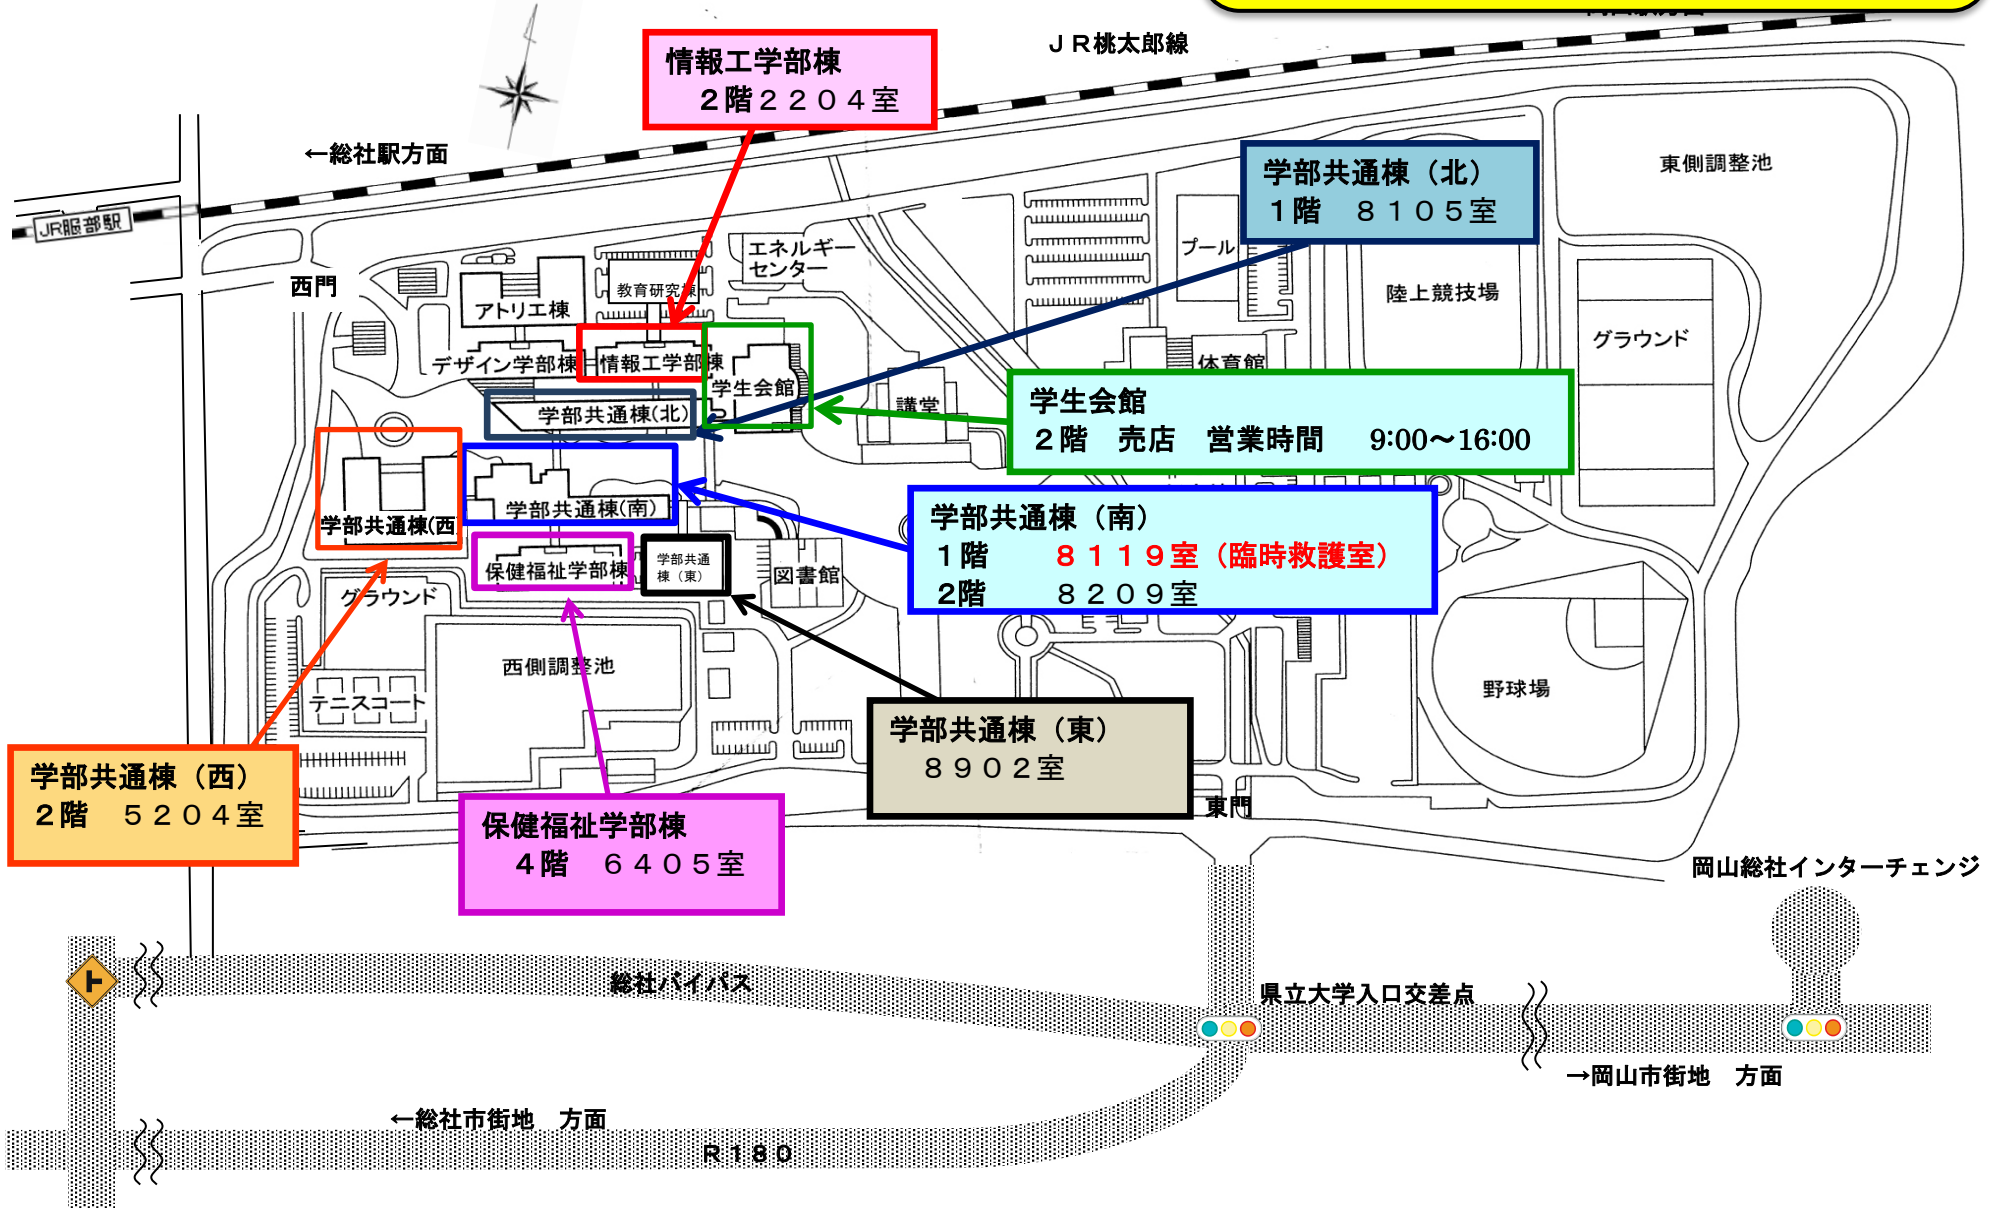 ＪＲ桃太郎線
情報工学部棟
２階２２０４室
←総社駅方面
学部共通棟（北）
１階　８１０５室
東側調整池
JR服部駅
西門
エネルギー
センター
プール
教育研究棟
アトリエ棟
陸上競技場
グラウンド
デザイン学部棟
情報工学部棟
学生会館
体育館
学部共通棟(北)
講堂
学生会館
２階　売店　営業時間　9:00～16:00
学部共通棟(西
学部共通棟(南)
学部共通棟（南）
１階　８１１９室（臨時救護室）
2階　８２０９室
保健福祉学部棟
学部共通
棟（東）
図書館
グラウンド
西側調整池
テニスコート
野球場
学部共通棟（東）
８９０２室
学部共通棟（西）
２階　５２０４室
保健福祉学部棟
４階　６４０５室
東門
岡山総社インターチェンジ
総社バイパス
県立大学入口交差点
→岡山市街地　方面
←総社市街地　方面
Ｒ１８０